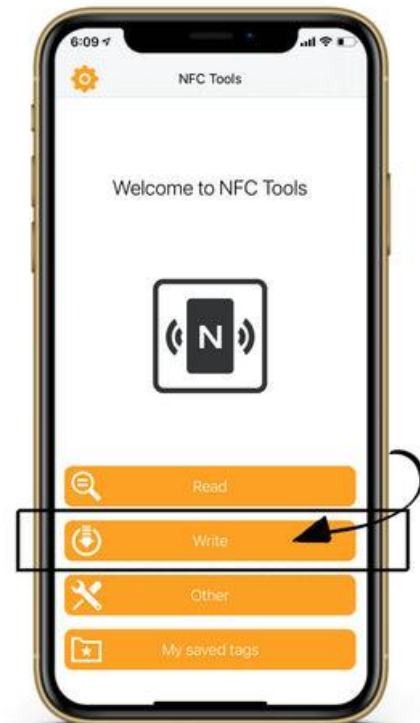 6:09
NFC Tools
Welcome to NFC Tools
N
Read
Write
Other
My saved tags